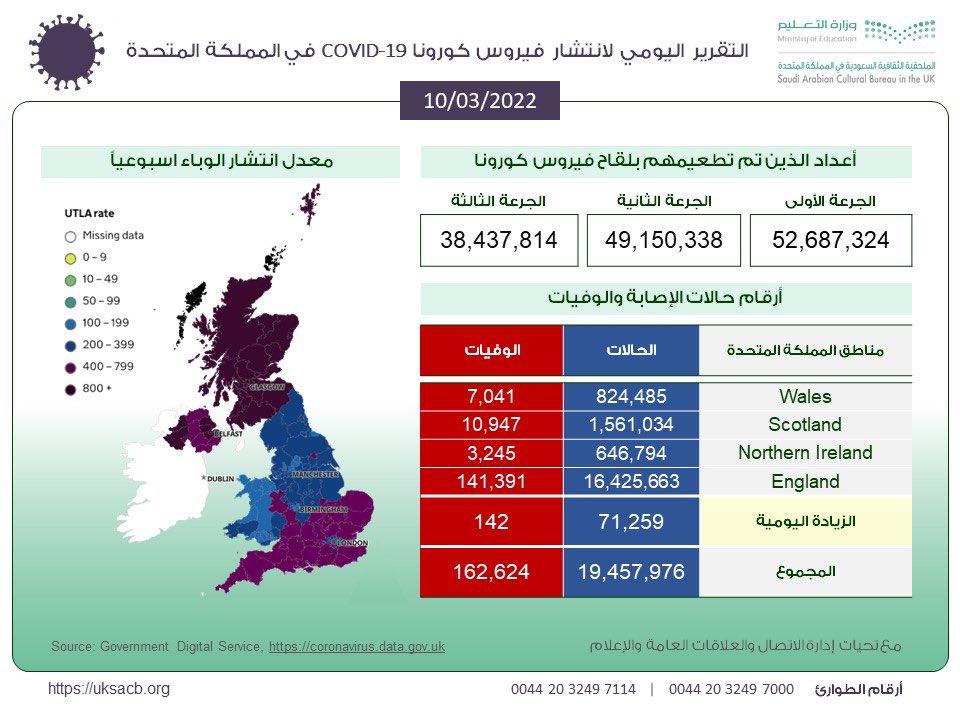 وزارة التعليم
Ministry of Education
الملحقية الثقافية السعودية في المملكة المتحدة
Saudi Arabian Cultural Bureau in the UK
التقرير اليومي لانتشار فيروس كورونا COVID-19 في المملكة المتحدة
10/03/2022
أعداد الذين تم تطعيمهم بلقاح فيروس كورونا
الجرعة الأولى الجرعة الثانية الجرعة الثالثة
52,687,324 49,150,338 38,437,814
أرقام حالات الإصابة والوفيات
مناطق المملكة المتحدة الحالات الوفيات
Wales 824,485 7,041
Scotland 1,561,034 10,947
Northern Ireland 646,794 3,245
England 16,425,663 141,391
الزيادة اليومية 71,259 142
المجموع 19,457,976 162,624
معدل انتشار الوباء اسبوعياً
UTLA rate
Missing data
0 – 9
10 – 49
50 – 99
100 – 199
200 – 399
400 – 799
800 +
GLASGOW
BELFAST
DUBLIN
MANCHESTER
BIRMINGHAM
LONDON
مع تحيات إدارة الاتصال والعلاقات العامة والإعلام
Source: Government Digital Service, https://coronavirus.data.gov.uk
أرقام الطوارئ 0044 20 3249 7000 | 0044 20 3249 7114
https://uksacb.org